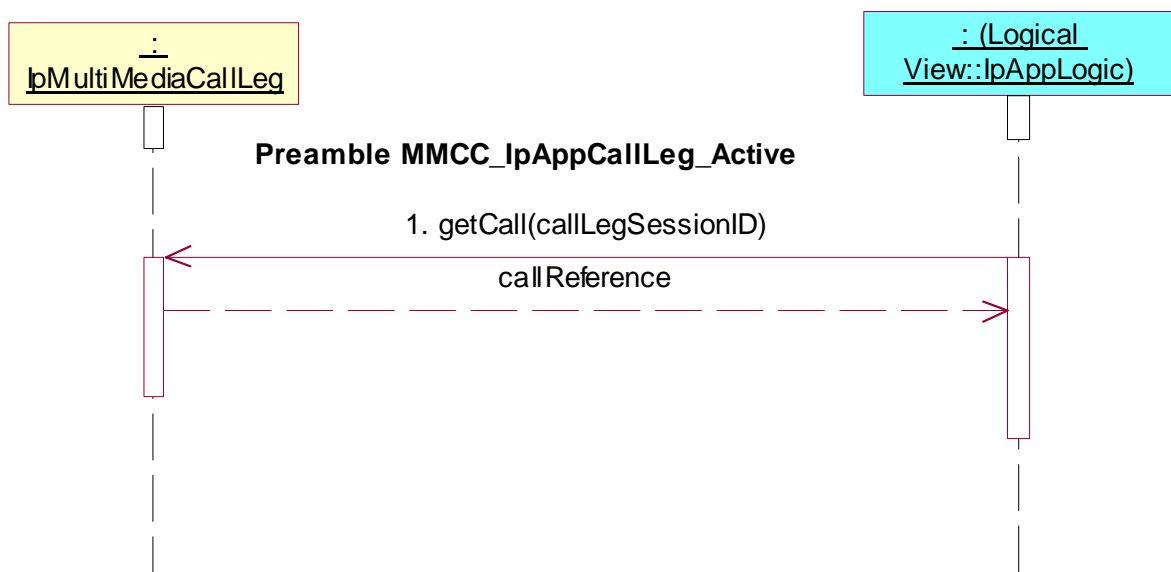 :
IpMultiMediaCallLeg
: (Logical
View::IpAppLogic)
Preamble MMCC_IpAppCallLeg_Active
1. getCall(callLegSessionID)
callReference